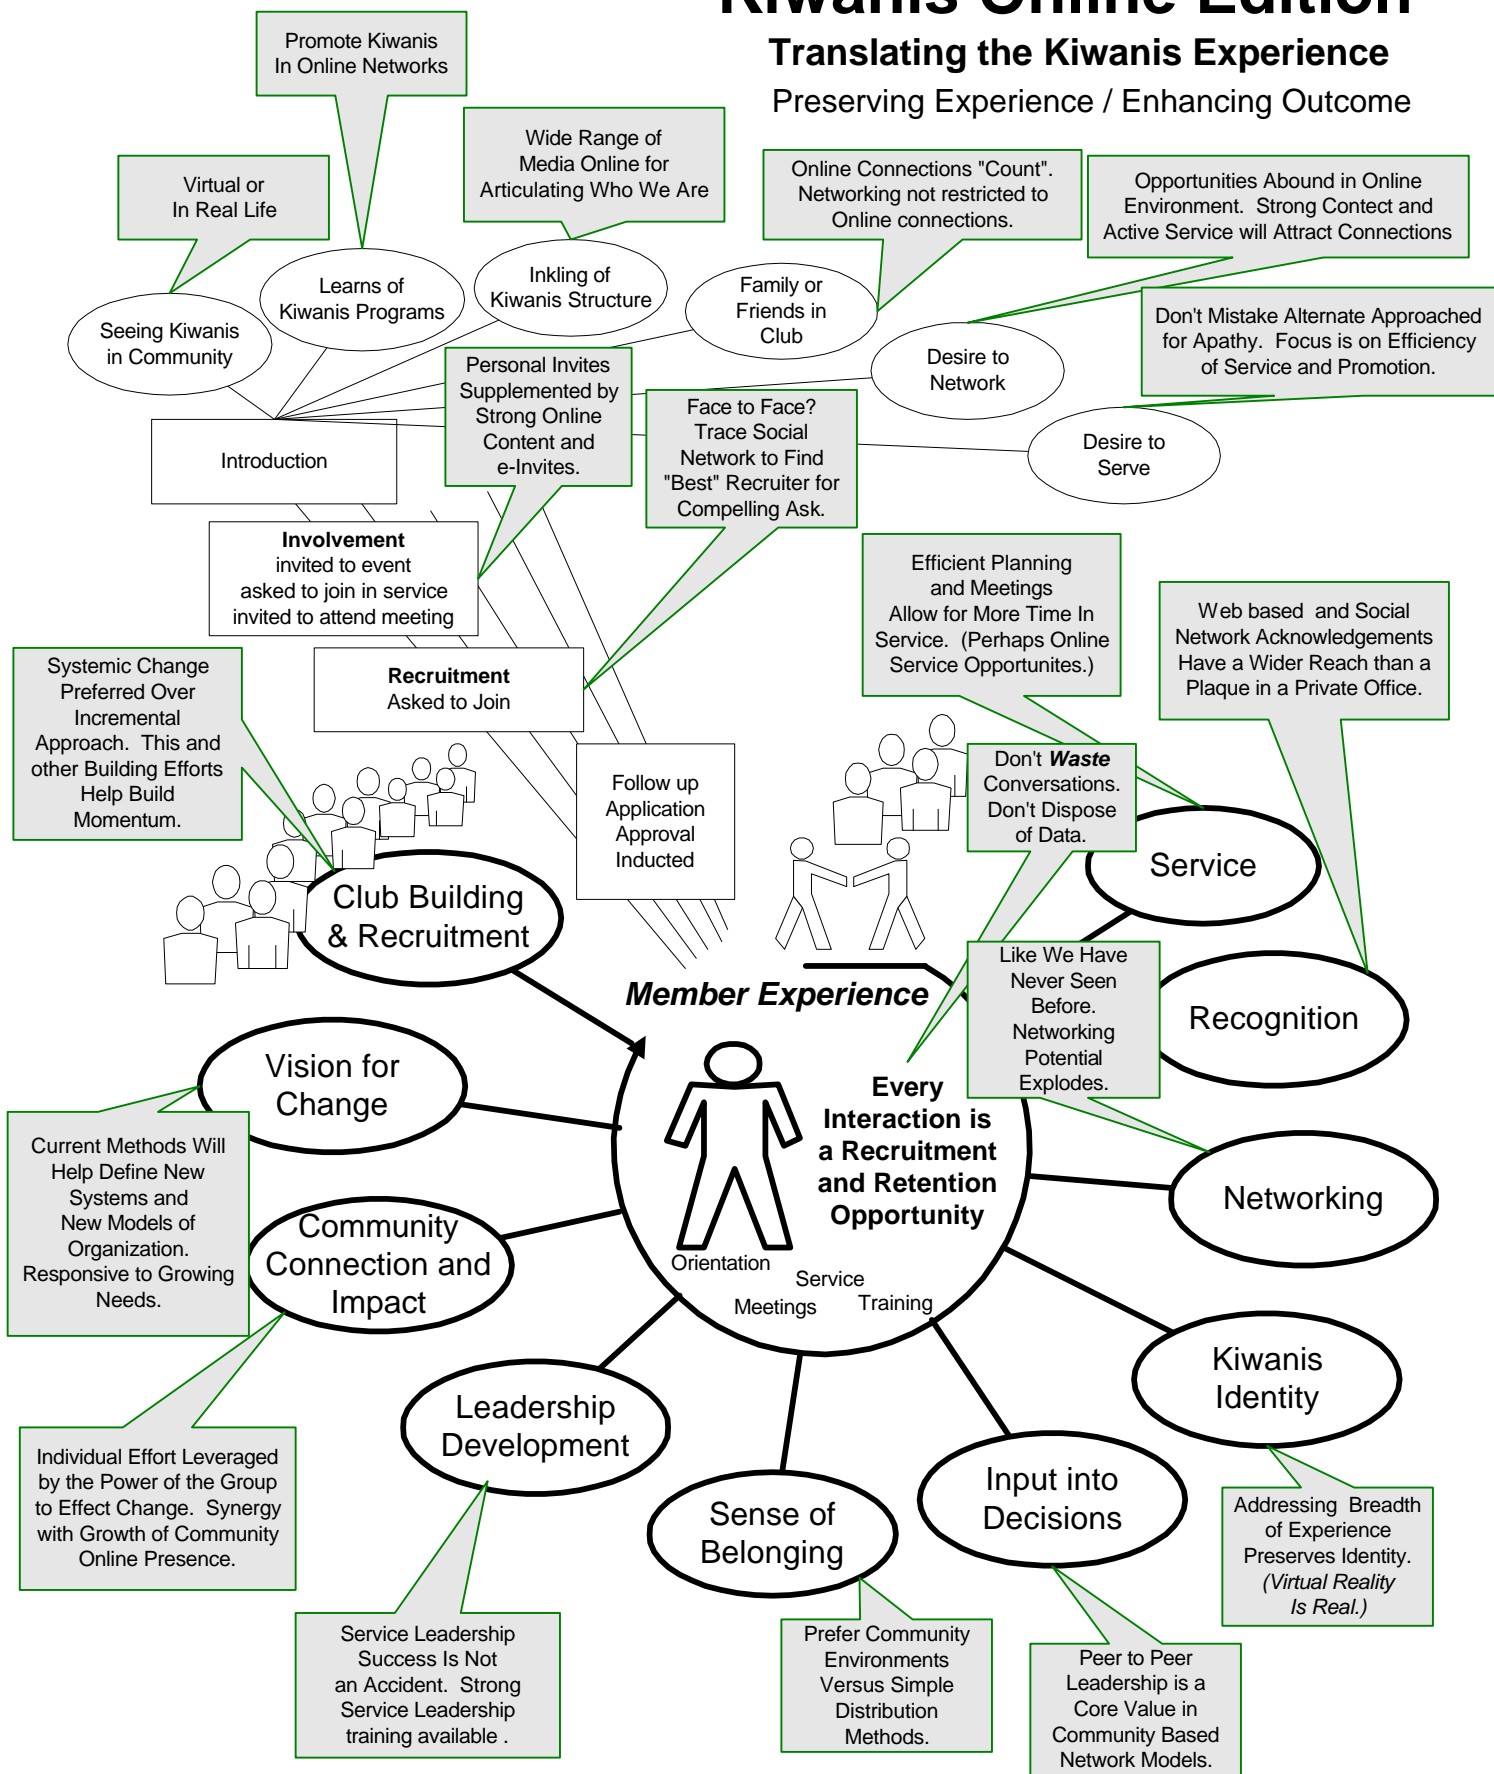 Kiwanis Online Edition
Translating the Kiwanis Experience
Preserving Experience / Enhancing Outcome
Promote Kiwanis
In Online Networks
Wide Range of
Media Online for
Articulating Who We Are
Virtual or
In Real Life
Online Connections "Count".
Networking not restricted to
Online connections.
Opportunities Abound in Online
Environment. Strong Contect and
Active Service will Attract Connections
Don't Mistake Alternate Approached
for Apathy. Focus is on Efficiency
of Service and Promotion.
Seeing Kiwanis
in Community
Learns of
Kiwanis Programs
Inkling of
Kiwanis Structure
Family or
Friends in
Club
Desire to
Network
Desire to
Serve
Personal Invites
Supplemented by
Strong Online
Content and
e-Invites.
Face to Face?
Trace Social
Network to Find
"Best" Recruiter for
Compelling Ask.
Introduction
Involvement
invited to event
asked to join in service
invited to attend meeting
Recruitment
Asked to Join
Follow up
Application
Approval
Inducted
Efficient Planning
and Meetings
Allow for More Time In
Service. (Perhaps Online
Service Opportunites.)
Web based and Social
Network Acknowledgements
Have a Wider Reach than a
Plaque in a Private Office.
Systemic Change
Preferred Over
Incremental
Approach. This and
other Building Efforts
Help Build
Momentum.
Don't Waste
Conversations.
Don't Dispose
of Data.
Club Building
& Recruitment
Service
Like We Have
Never Seen
Before.
Networking
Potential
Explodes.
Recognition
Member Experience
Every
Interaction is
a Recruitment
and Retention
Opportunity
Vision for
Change
Current Methods Will
Help Define New
Systems and
New Models of
Organization.
Responsive to Growing
Needs.
Networking
Community
Connection and
Impact
Orientation
Service
Meetings
Training
Kiwanis
Identity
Leadership
Development
Sense of
Belonging
Input into
Decisions
Individual Effort Leveraged
by the Power of the Group
to Effect Change. Synergy
with Growth of Community
Online Presence.
Addressing Breadth
of Experience
Preserves Identity.
(Virtual Reality
Is Real.)
Service Leadership
Success Is Not
an Accident. Strong
Service Leadership
training available .
Prefer Community
Environments
Versus Simple
Distribution
Methods.
Peer to Peer
Leadership is a
Core Value in
Community Based
Network Models.